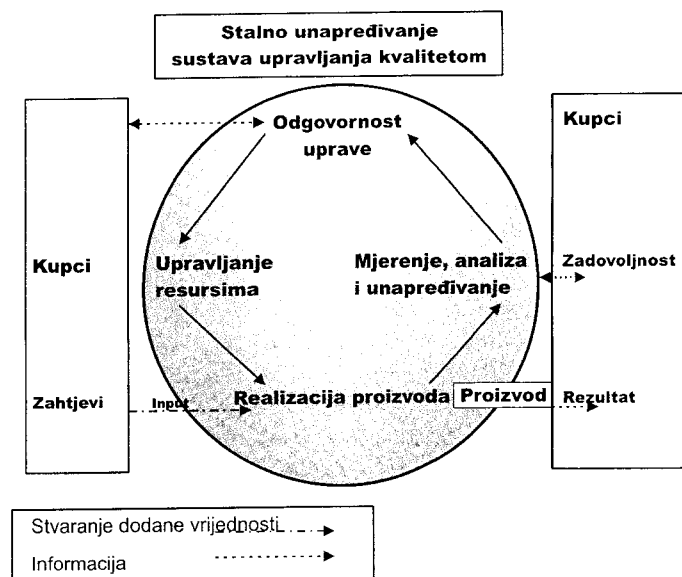 Stalno unapređivanje
sustava upravljanja kvalitetom
Kupci
Odgovornost
uprave
Kupci
Upravljanje
resursima
Mjerenje, analiza
i unapređivanje
Zadovoljnost
Zahtjevi
Input
Realizacija proizvoda
Proizvod
Rezultat
Stvaranje dodane vrijednosti
Informacija